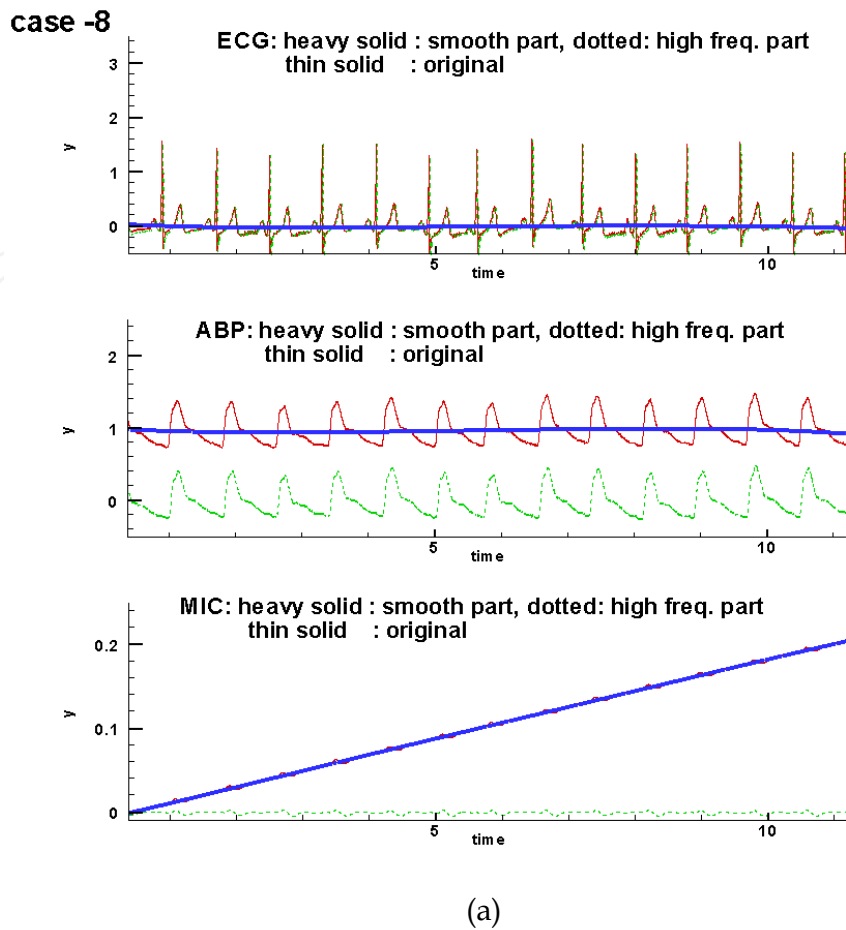 case -8
ECG: heavy solid : smooth part, dotted: high freq. part
thin solid : original
3
2
1
0
y
5
10
time
ABP: heavy solid : smooth part, dotted: high freq. part
thin solid : original
2
1
0
y
5
10
time
MIC: heavy solid : smooth part, dotted: high freq. part
thin solid : original
0.2
0.1
0
y
5
10
time
(a)